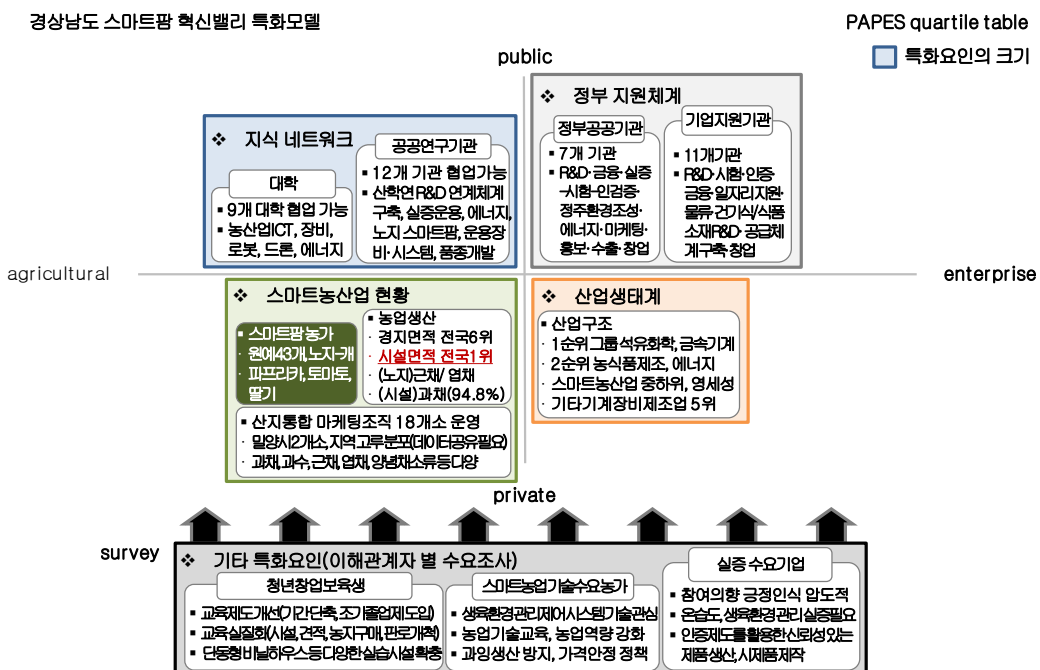 경상남도 스마트팜 혁신밸리 특화모델
PAPES quartile table
특화요인의 크기
public
❖ 지식 네트워크
대학
▪ 9개 대학 협업 가능
▪ 농산업ICT, 장비,
로봇, 드론, 에너지
공공연구기관
▪ 12개 기관 협업가능
▪ 산학연 R&D 연계체계
구축, 실증운용, 에너지,
노지 스마트팜, 운용장
비·시스템, 품종개발
❖ 정부 지원체계
정부공공기관
▪ 7개 기관
▪ R&D·금융·실증
-시험-인검증·
정주환경조성·
에너지·마케팅·
홍보·수출·창업
기업지원기관
▪ 11개기관
▪ R&D·시험·인증·
금융·일자리지원·
물류·건기식/식품
소재R&D·공급체
계구축·창업
agricultural
enterprise
❖ 스마트농산업 현황
▪ 스마트팜 농가
· 원예43개, 노지-개
· 파프리카, 토마토,
딸기
▪ 농업생산
· 경지면적 전국6위
· 시설면적 전국1위
· (노지)근채/ 엽채
· (시설)과채(94.8%)
▪ 산지통합 마케팅조직 18개소 운영
· 밀양시2개소, 지역 고루 분포(데이터공유필요)
· 과채, 과수, 근채, 엽채, 양념채소류 등 다양
❖ 산업생태계
▪ 산업구조
· 1순위 그룹 석유화학, 금속기계
· 2순위 농식품제조, 에너지
· 스마트농산업 중하위, 영세성
· 기타기계장비제조업 5위
private
survey
❖ 기타 특화요인(이해관계자 별 수요조사)
청년창업보육생
▪ 교육제도 개선(기간 단축, 조기졸업제 도입)
▪ 교육 실질화(시설, 견적, 농지구매, 판로개척)
▪ 단동형 비닐하우스 등 다양한 실습시설 확충
스마트농업기술수요농가
▪ 생육환경 관리제어 시스템 기술 관심
▪ 농업기술교육, 농업역량 강화
▪ 과잉생산 방지, 가격안정 정책
실증 수요기업
▪ 참여의향 긍정인식 압도적
▪ 온습도, 생육환경 관리 실증필요
▪ 인증제도를 활용한 신뢰성 있는
제품 생산, 시제품 제작